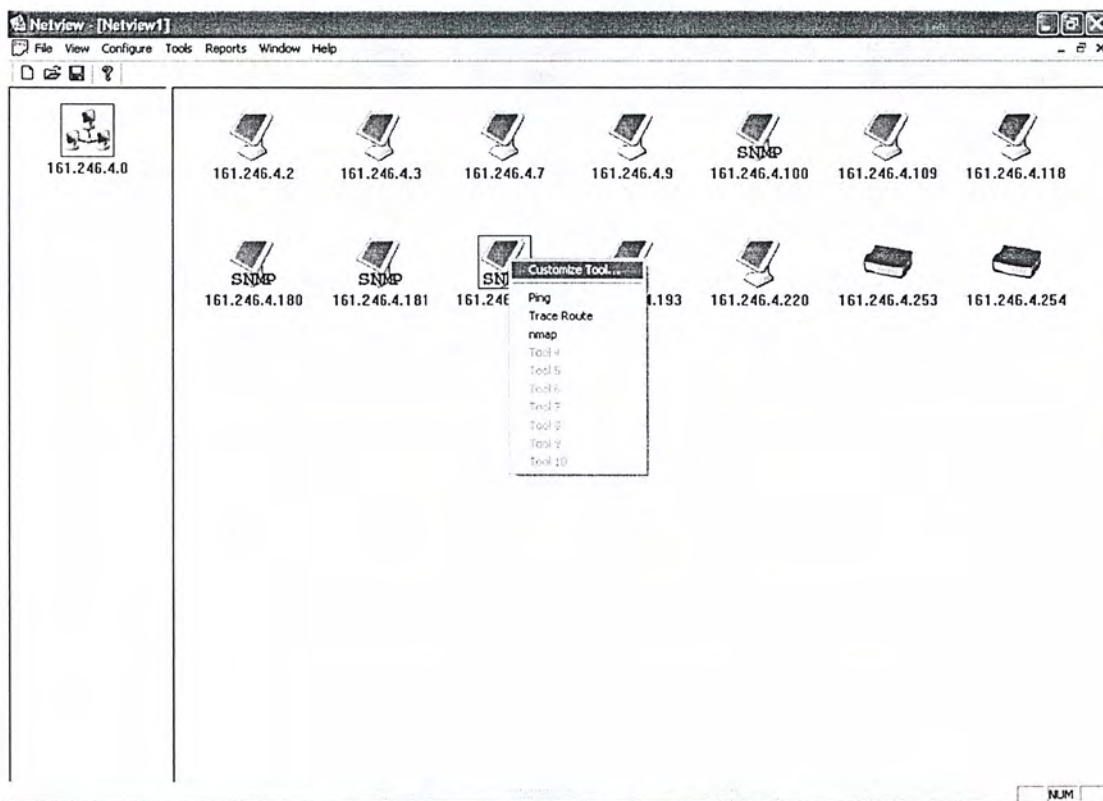 Netview - [Netview1]
File View Configure Tools Reports Window Help
161.246.4.0
161.246.4.2 161.246.4.3 161.246.4.7 161.246.4.9 SNMP 161.246.4.100 161.246.4.109 161.246.4.118
SNMP 161.246.4.180 SNMP 161.246.4.181 161.246.4.220 161.246.4.253 161.246.4.254
Customize Tool...
Ping
Trace Route
nmap
Tool 4
Tool 5
Tool 6
Tool 7
Tool 8
Tool 9
Tool 10
NUM